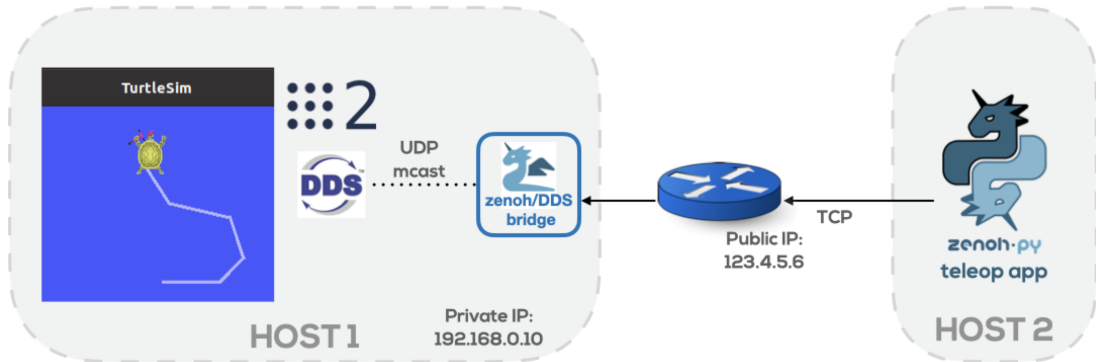 TurtleSim
2
DDS
TM
UDP
mcast
zenoh/DDS
bridge
Private IP:
192.168.0.10
HOST 1
Public IP:
123.4.5.6
TCP
zenoh·py
teleop app
HOST 2